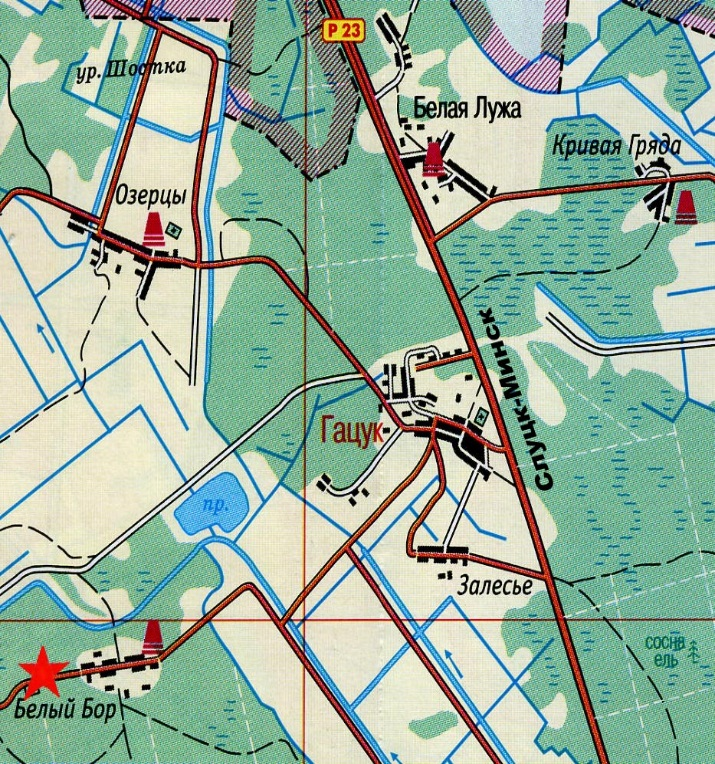 Р 23
ур. Шостка
Белая Лужа
Кривая Гряда
Озерцы
Слуцк-Минск
Гацук
пр.
Залесье
сосна
ель
Белый Бор